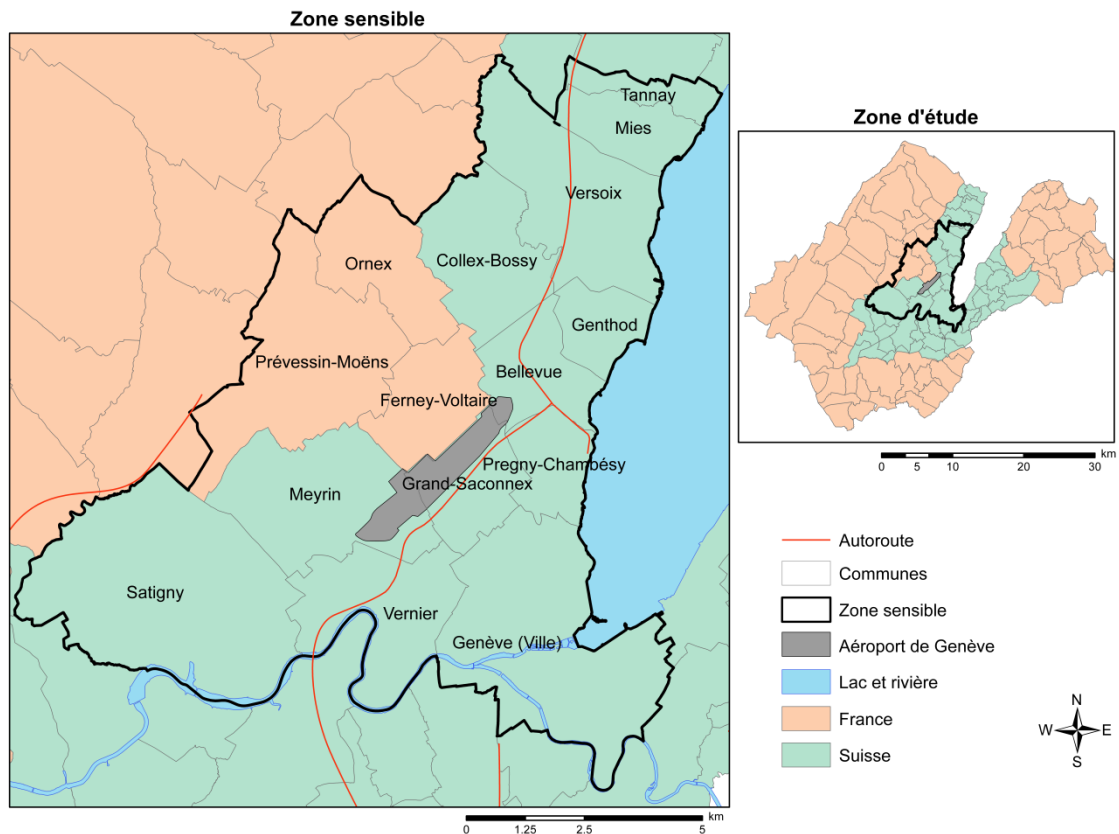 Zone sensible
Tannay
Mies
Versoix
Collex-Bossy
Ornex
Genthod
Prévessin-Moëns
Bellevue
Ferney-Voltaire
Pregny-Chambésy
Grand-Saconnex
Meyrin
Satigny
Vernier
Genève (Ville)
km
0 1.25 2.5 5
Zone d'étude
km
0 5 10 20 30
Autoroute
Communes
Zone sensible
Aéroport de Genève
Lac et rivière
France
Suisse
N
W E
S